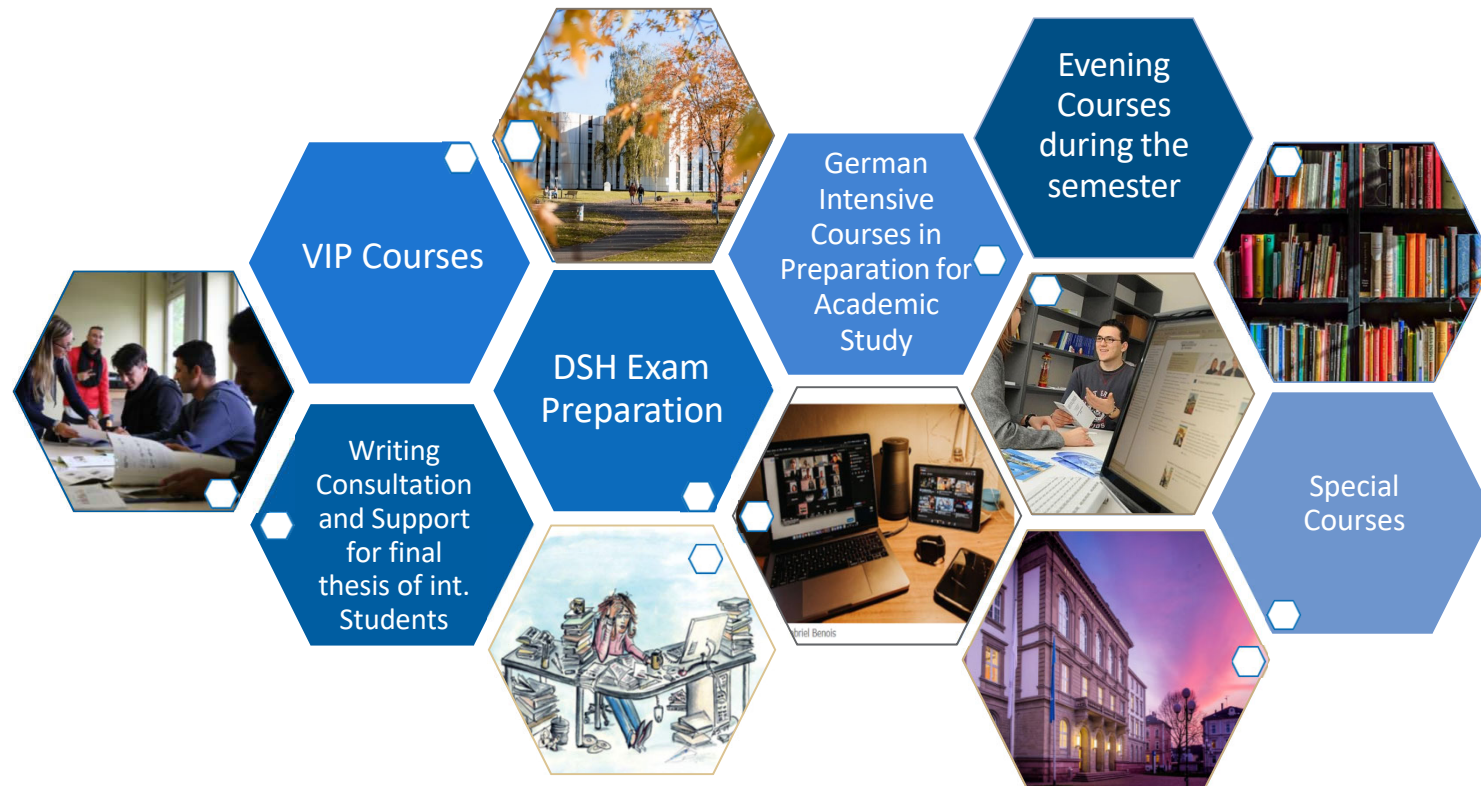 VIP Courses
Writing
Consultation
and Support
for final
thesis of int.
Students
DSH Exam
Preparation
German
Intensive
Courses in
Preparation for
Academic
Study
Evening
Courses
during the
semester
Special
Courses
Benois